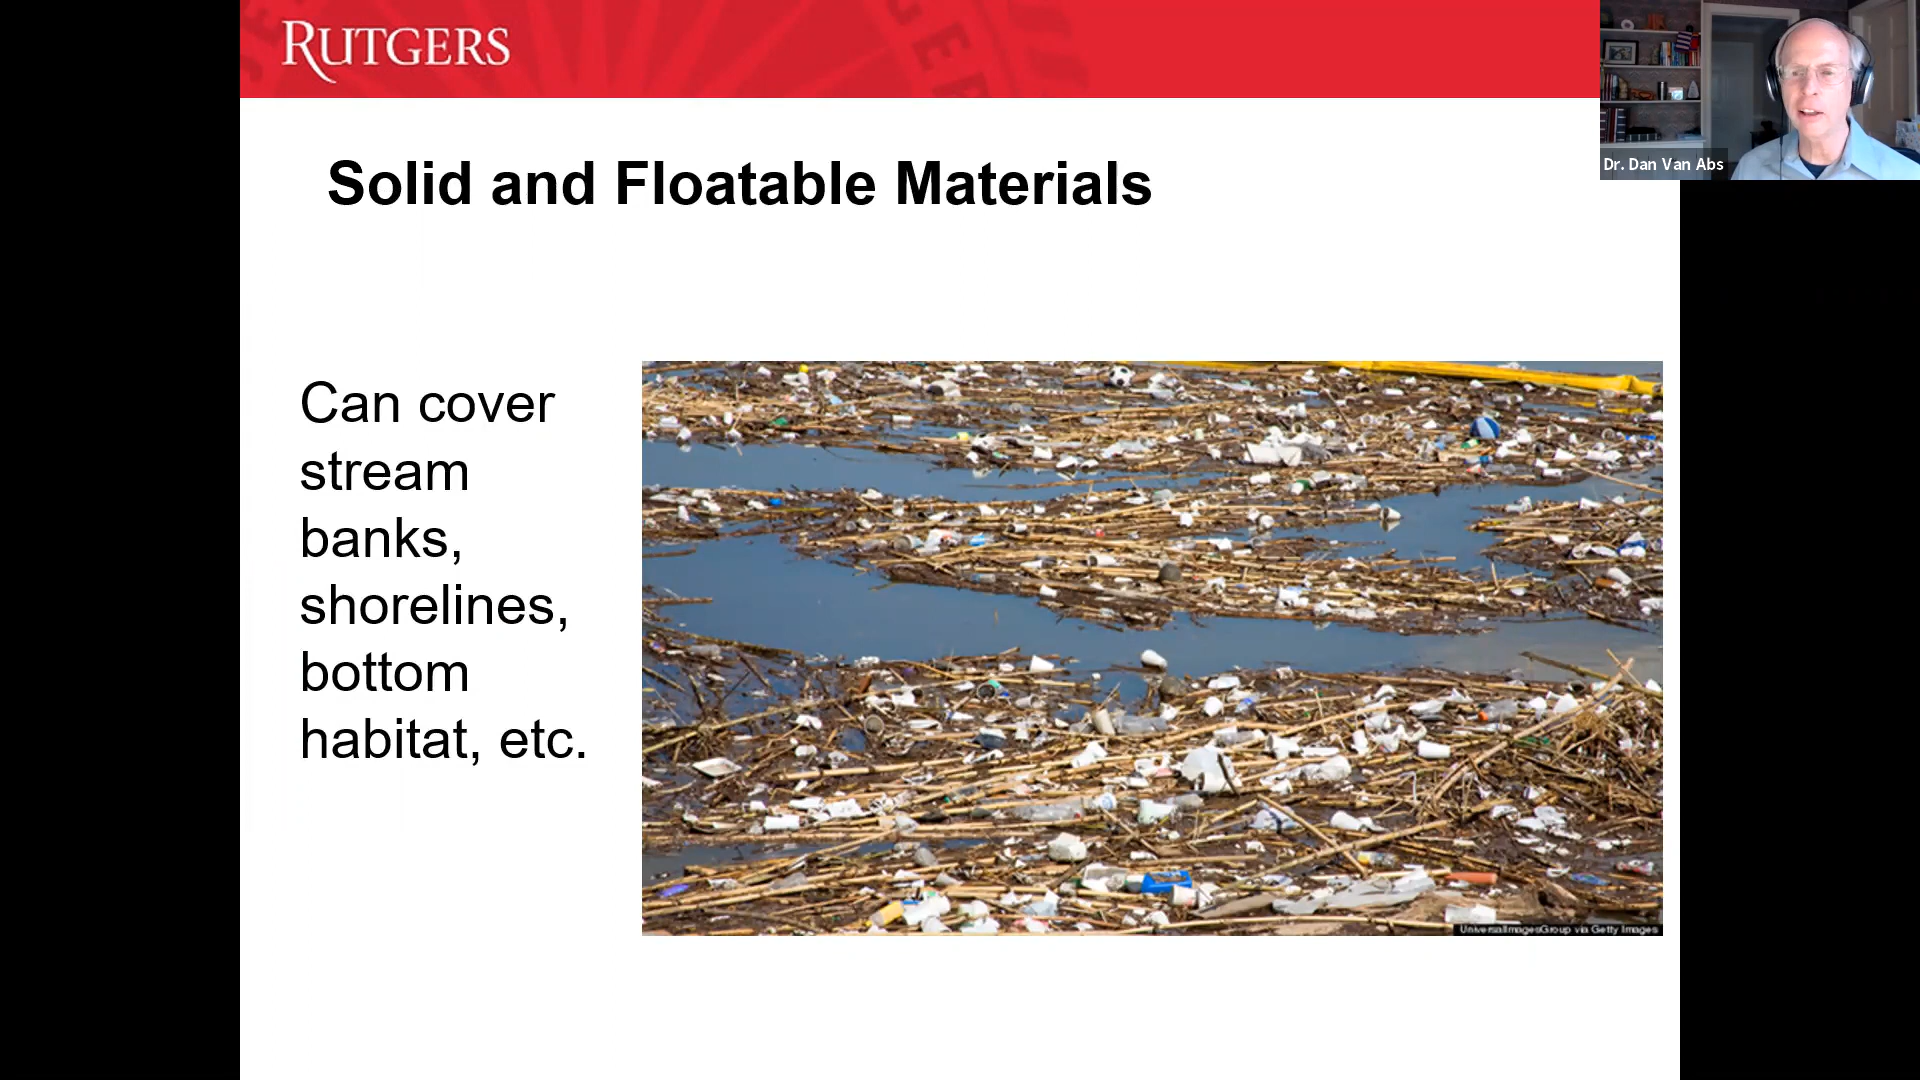 RUTGERS
Dr. Dan Van Abs
Solid and Floatable Materials
Can cover
stream
banks,
shorelines,
bottom
habitat, etc.
UniversalImagesGroup via Getty Images